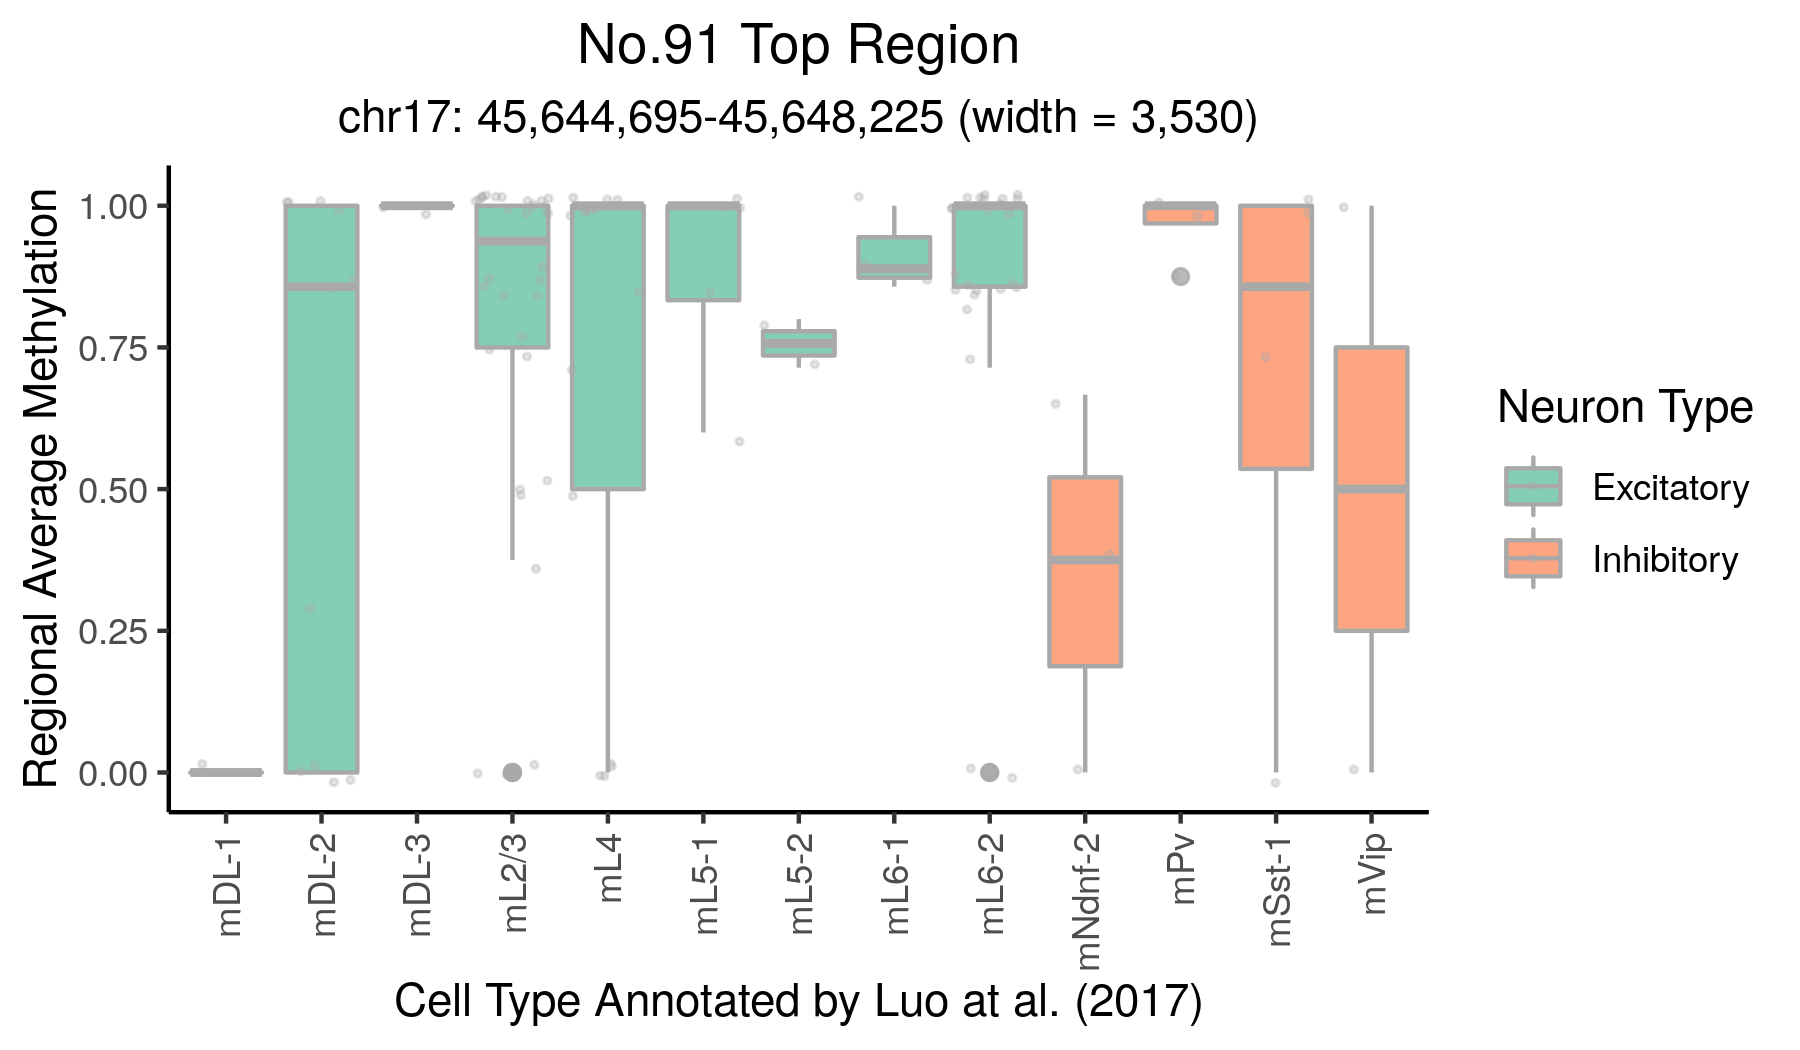 No.91 Top Region
chr17: 45,644,695-45,648,225 (width = 3,530)
Regional Average Methylation
1.00
0.75
0.50
0.25
0.00
mDL-1
mDL-2
mDL-3
mL2/3
mL4
mL5-1
mL5-2
mL6-1
mL6-2
mNdnf-2
mPv
mSst-1
mVip
Cell Type Annotated by Luo at al. (2017)
Neuron Type
Excitatory
Inhibitory